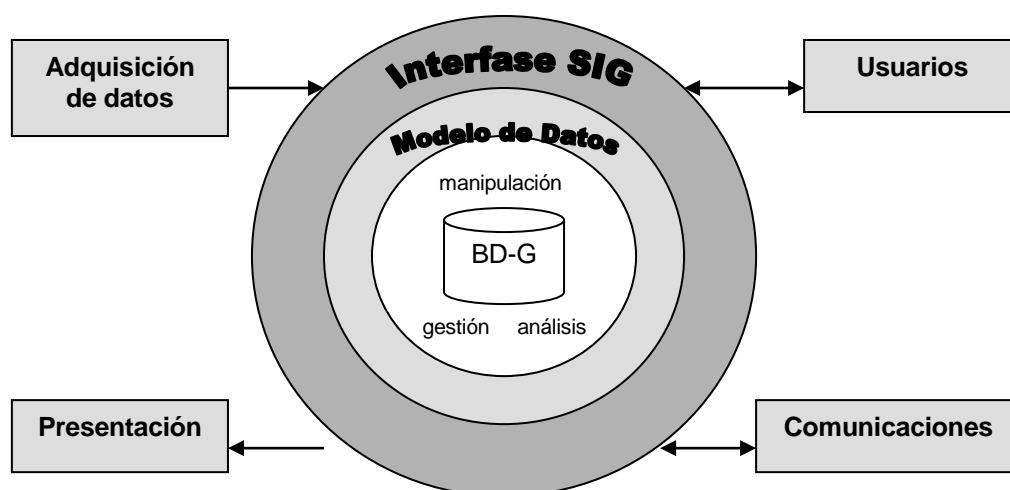 Adquisición
de datos
Interfase SIG
Usuarios
Modelo de Datos
manipulación
BD-G
gestión análisis
Presentación
Comunicaciones